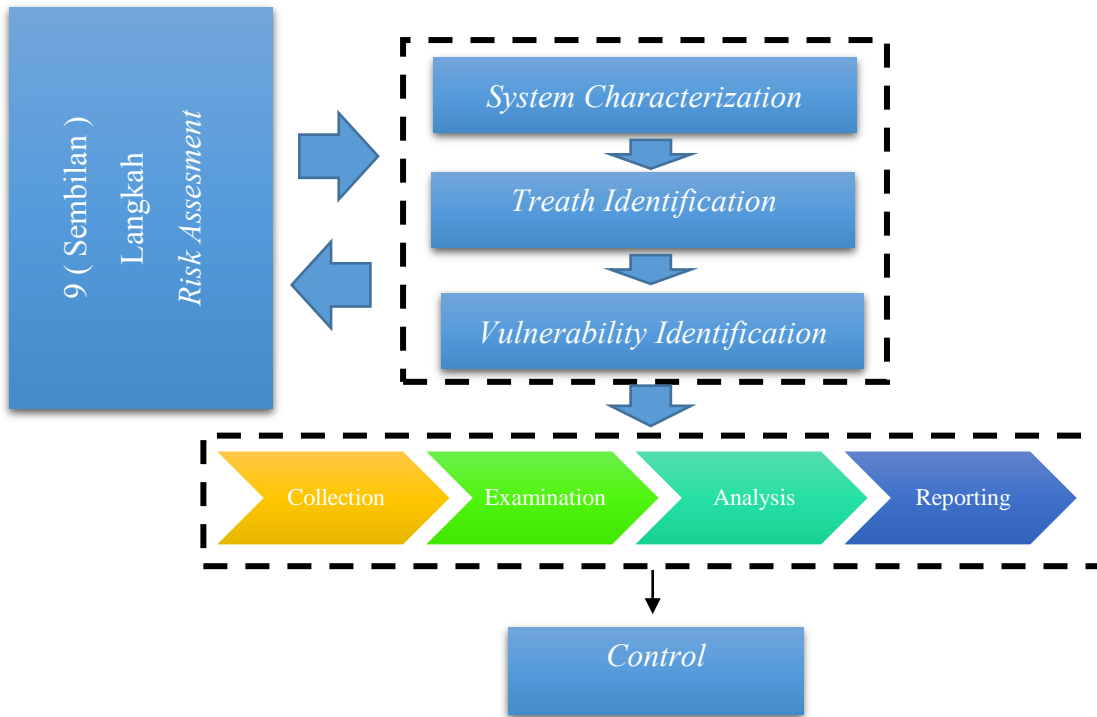 9 ( Sembilan )
Langkah
Risk Assesment
System Characterization
Treath Identification
Vulnerability Identification
Collection
Examination
Analysis
Reporting
Control